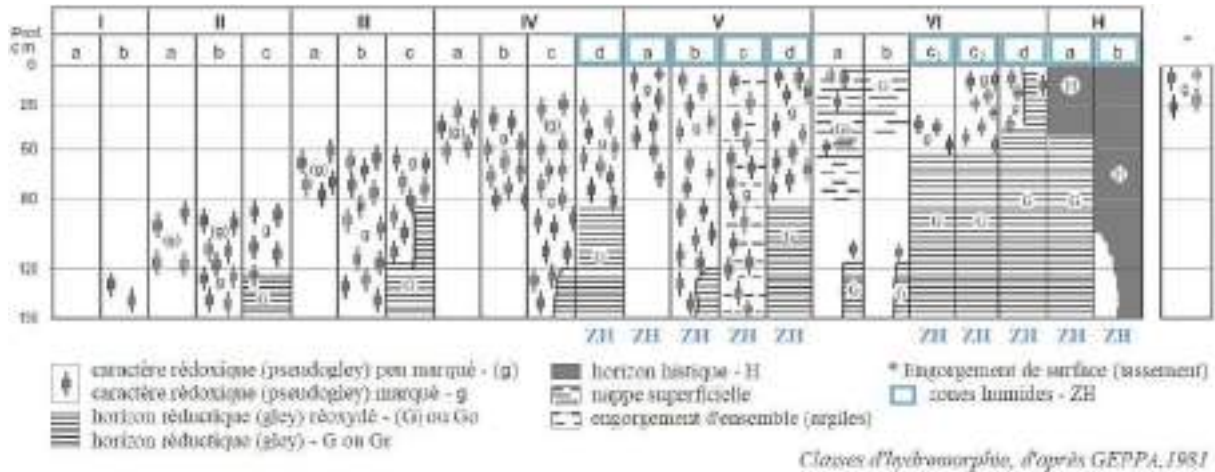 I II III IV V VI H
Prof. cm a b a b c a b c a b c d a b c d a b c₁ c₂ d a b *
0
25
50
80
120
150
(g) (g) g g G
(g) g g G
(g) g (g) g g G
g g g g G
(G) G g g g
G G G G
G G
H H g
ZH ZH ZH ZH ZH ZH ZH ZH ZH ZH
caractère rédoxique (pseudogley) peu marqué - (g)
caractère rédoxique (pseudogley) marqué - g
horizon réductique (gley) réoxydé - (G) ou Go
horizon réductique (gley) - G ou Gr
horizon histique - H
nappe superficielle
engorgement d'ensemble (argiles)
* Engorgement de surface (tassement)
zones humides - ZH
Classes d'hydromorphie, d'après GEPPA, 1981